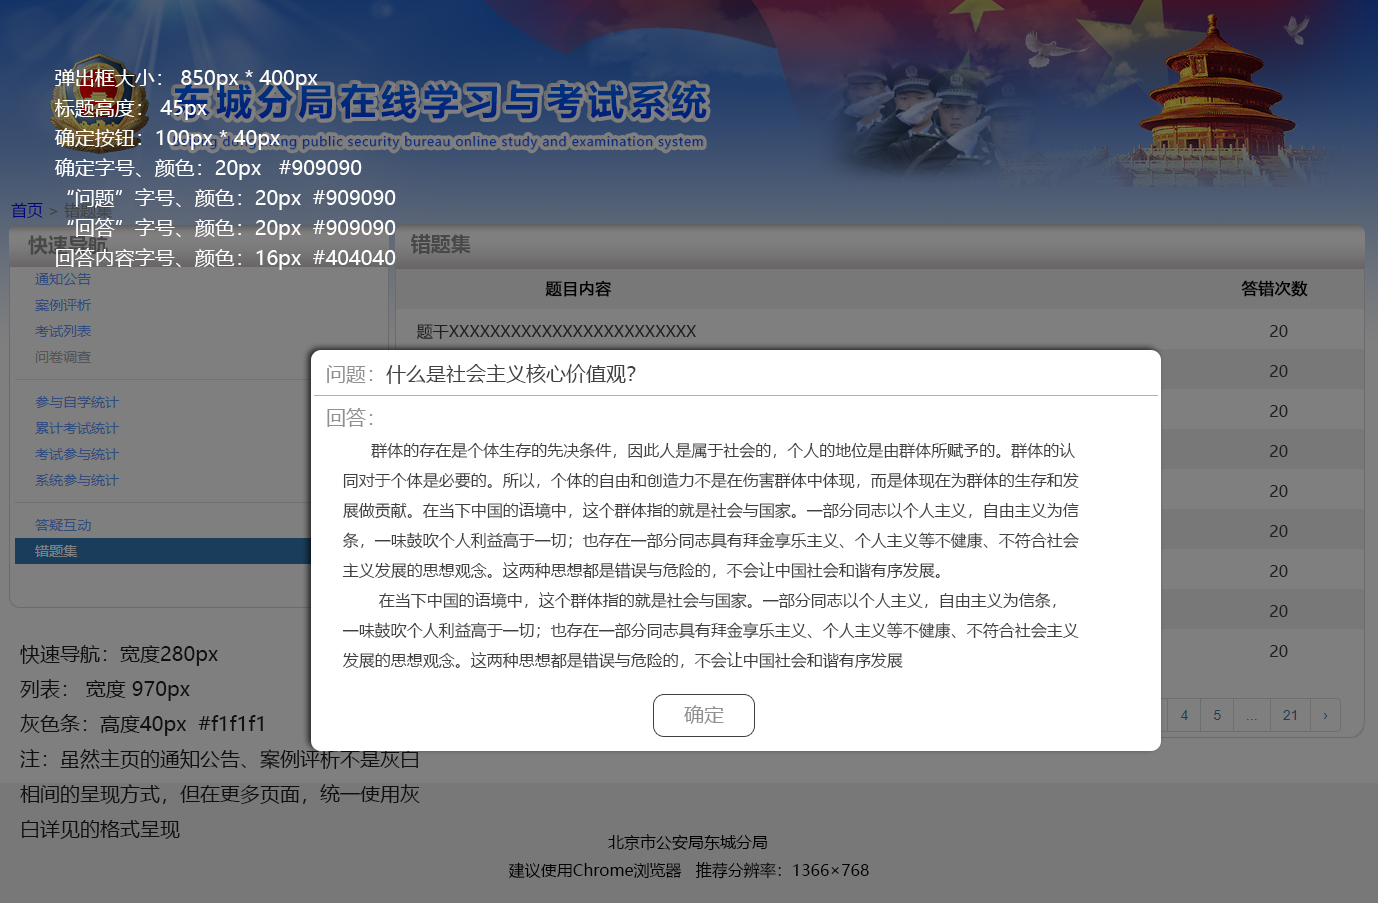 弹出框大小： 850px * 400px
东城分局在线学习与考试系统
标题高度： 45px
确定按钮：100px * 40px
public security bureau online study and examination system
确定字号、颜色：20px #909090
“问题”字号、颜色：20px #909090
首页 > 错题集
“回答”字号、颜色：20px #909090
快速导航
错题集
回答内容字号、颜色：16px #404040
通知公告
案例评析
考试列表
问卷调查
参与自学统计
累计考试统计
考试参与统计
系统参与统计
答疑互动
错题集
题目内容 答错次数
题干XXXXXXXXXXXXXXXXXXXXXXXX 20
20
20
20
20
20
20
20
20
问题：什么是社会主义核心价值观？
回答：
群体的存在是个体生存的先决条件，因此人是属于社会的，个人的地位是由群体所赋予的。群体的认
同对于个体是必要的。所以，个体的自由和创造力不是在伤害群体中体现，而是体现在为群体的生存和发
展做贡献。在当下中国的语境中，这个群体指的就是社会与国家。一部分同志以个人主义，自由主义为信
条，一味鼓吹个人利益高于一切；也存在一部分同志具有拜金享乐主义、个人主义等不健康、不符合社会
主义发展的思想观念。这两种思想都是错误与危险的，不会让中国社会和谐有序发展。
在当下中国的语境中，这个群体指的就是社会与国家。一部分同志以个人主义，自由主义为信条，
一味鼓吹个人利益高于一切；也存在一部分同志具有拜金享乐主义、个人主义等不健康、不符合社会主义
发展的思想观念。这两种思想都是错误与危险的，不会让中国社会和谐有序发展
确定
4 5 ... 21 ›
快速导航：宽度280px
列表： 宽度 970px
灰色条：高度40px #f1f1f1
注：虽然主页的通知公告、案例评析不是灰白
相间的呈现方式，但在更多页面，统一使用灰
白详见的格式呈现
北京市公安局东城分局
建议使用Chrome浏览器 推荐分辨率：1366×768